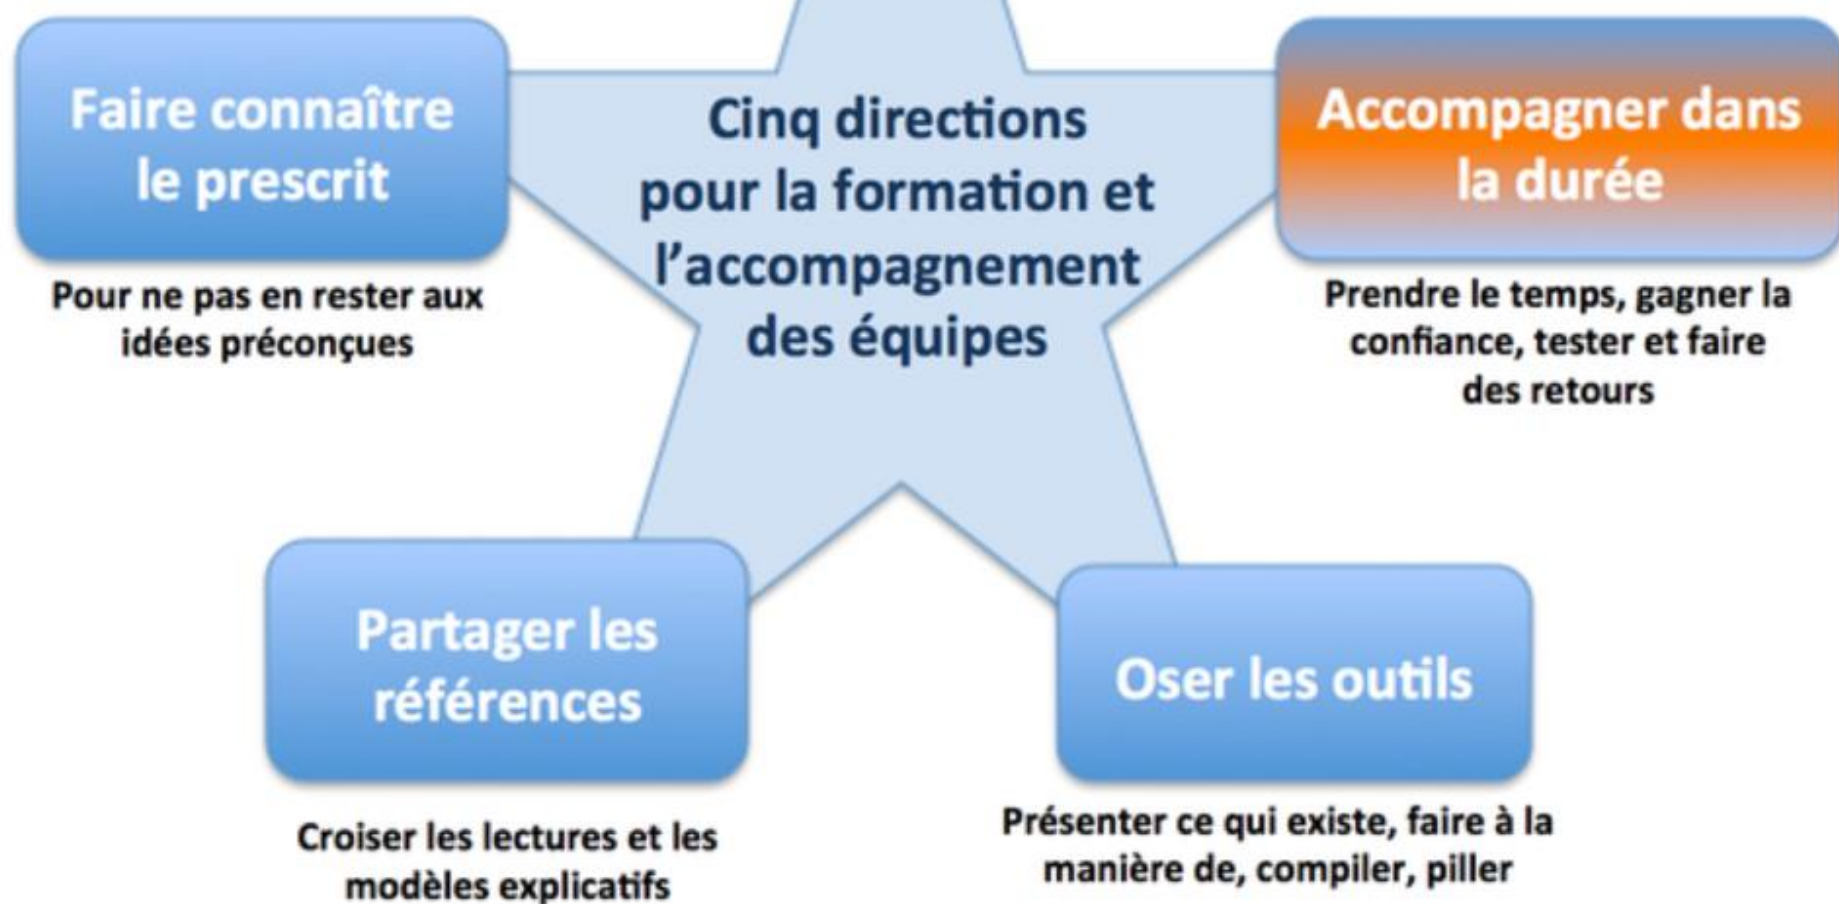 Faire connaître
le prescrit
Pour ne pas en rester aux
idées préconçues
Cinq directions
pour la formation et
l'accompagnement
des équipes
Accompagner dans
la durée
Prendre le temps, gagner la
confiance, tester et faire
des retours
Partager les
références
Croiser les lectures et les
modèles explicatifs
Oser les outils
Présenter ce qui existe, faire à la
manière de, compiler, piller